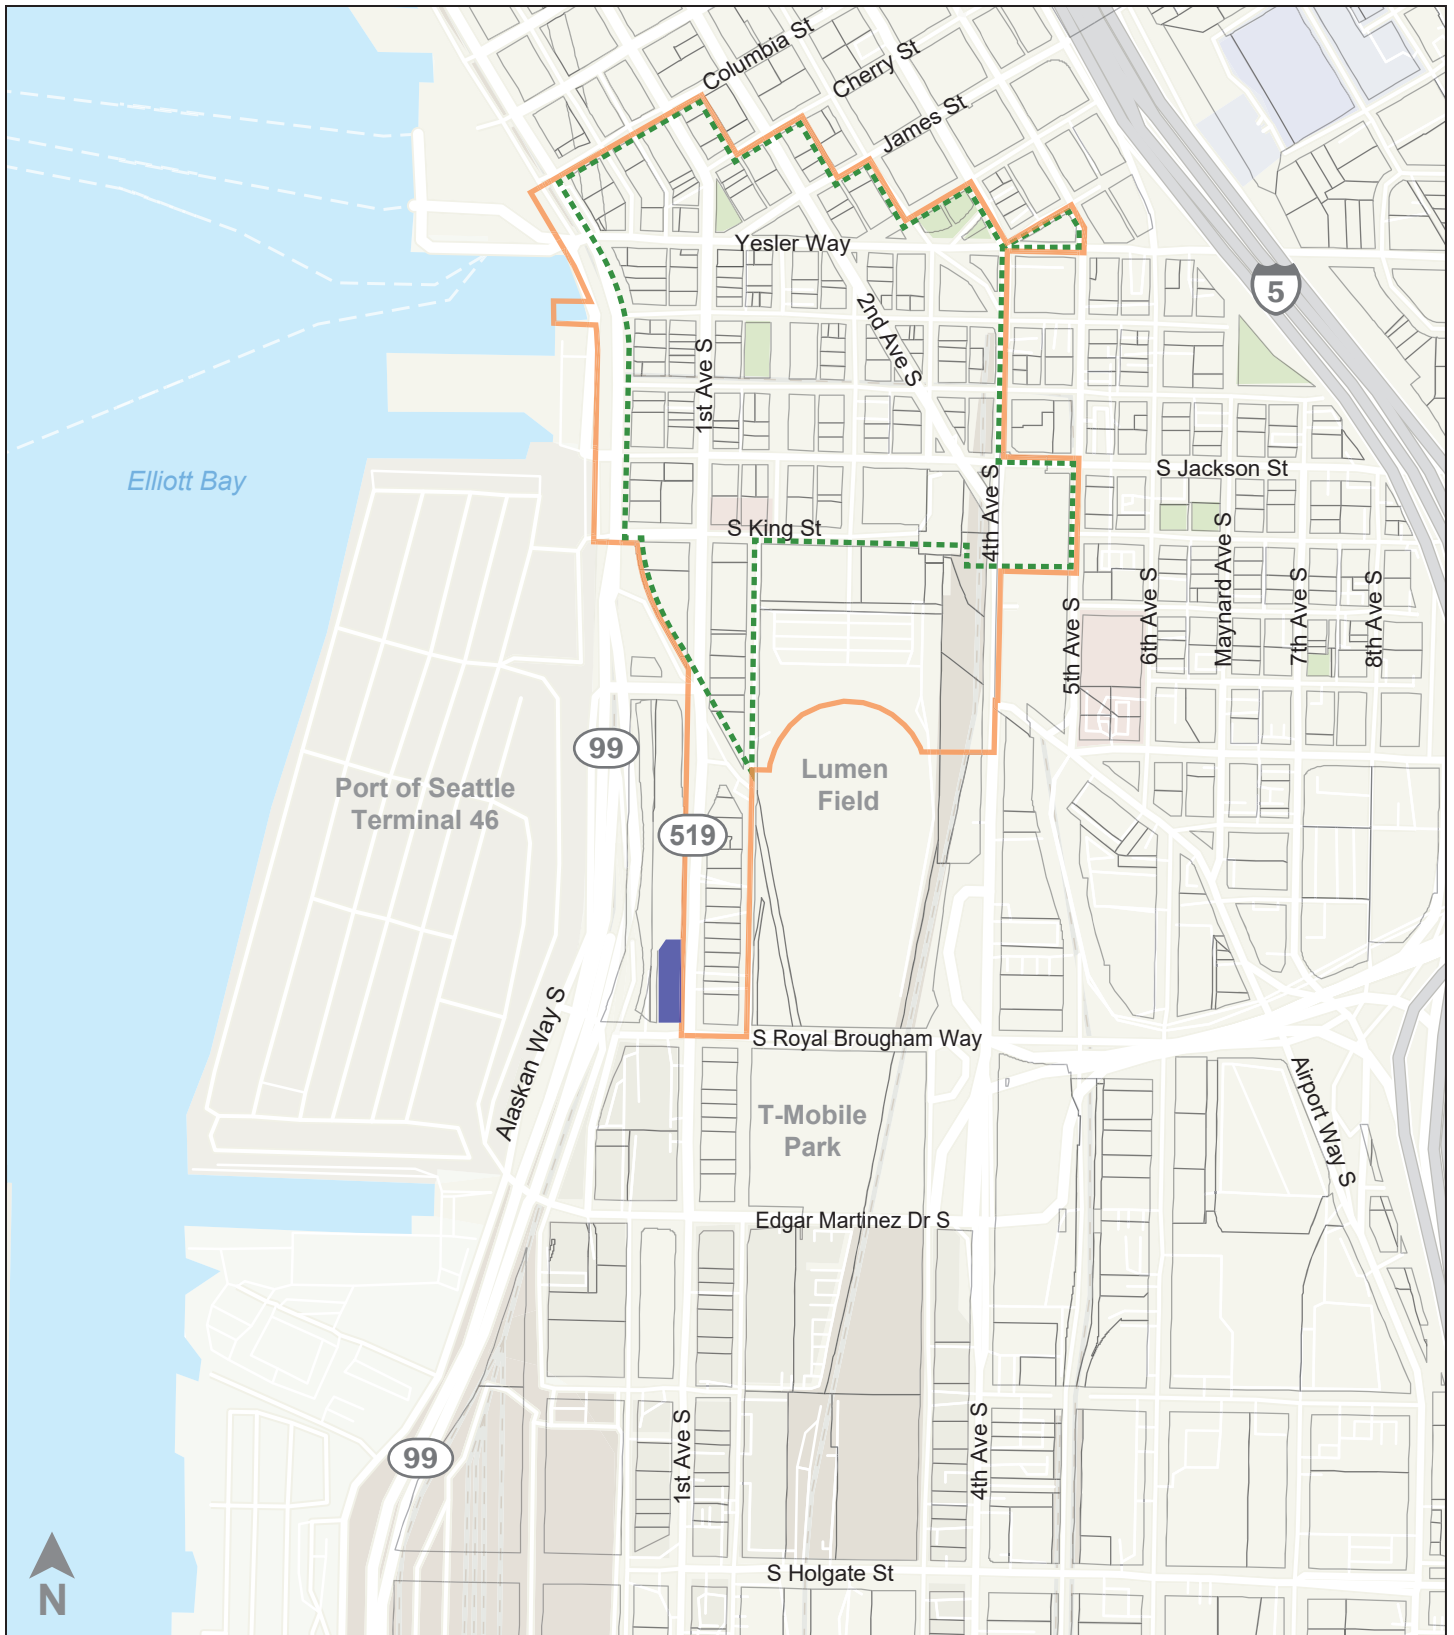 Columbia St
Cherry St
James St
Yesler Way
5
2nd Ave S
1st Ave S
Elliott Bay
S Jackson St
4th Ave S
S King St
Maynard Ave S
5th Ave S
6th Ave S
7th Ave S
8th Ave S
99
Lumen
Field
Port of Seattle
Terminal 46
519
Alaskan Way S
S Royal Brougham Way
T-Mobile
Park
Airport Way S
Edgar Martinez Dr S
1st Ave S
4th Ave S
99
S Holgate St
N